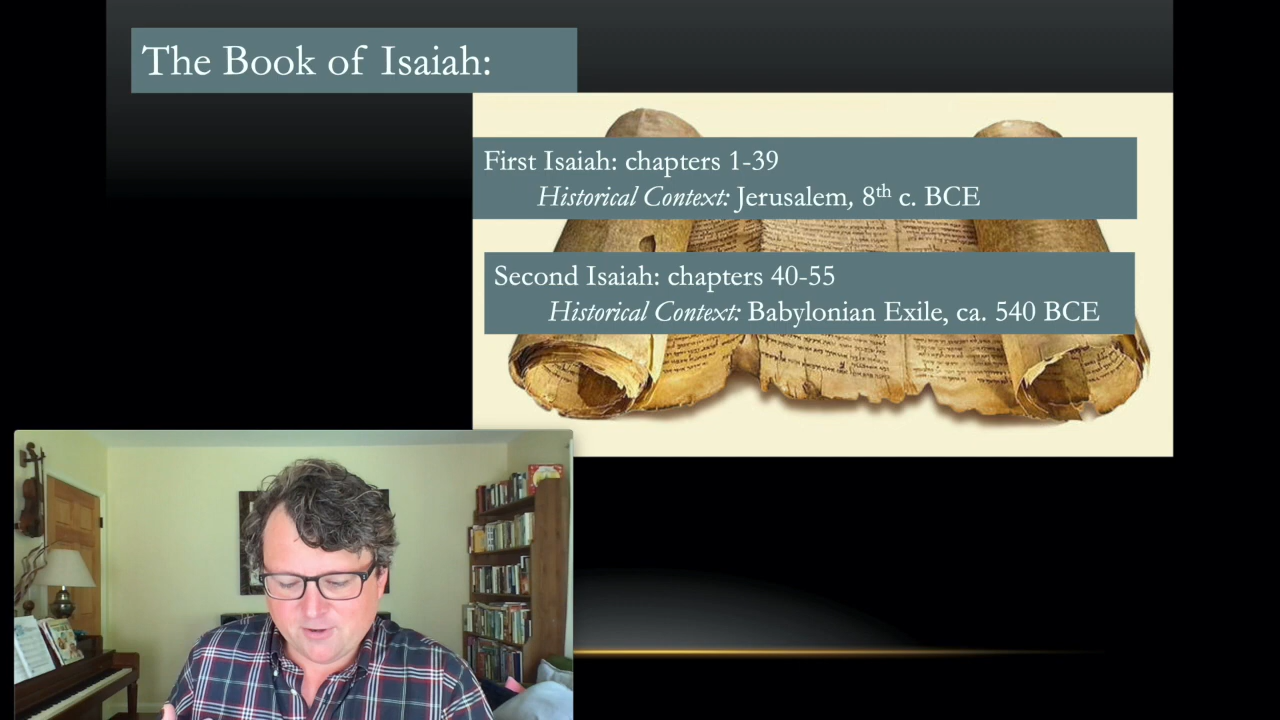 The Book of Isaiah:
First Isaiah: chapters 1-39
Historical Context: Jerusalem, 8th c. BCE
Second Isaiah: chapters 40-55
Historical Context: Babylonian Exile, ca. 540 BCE